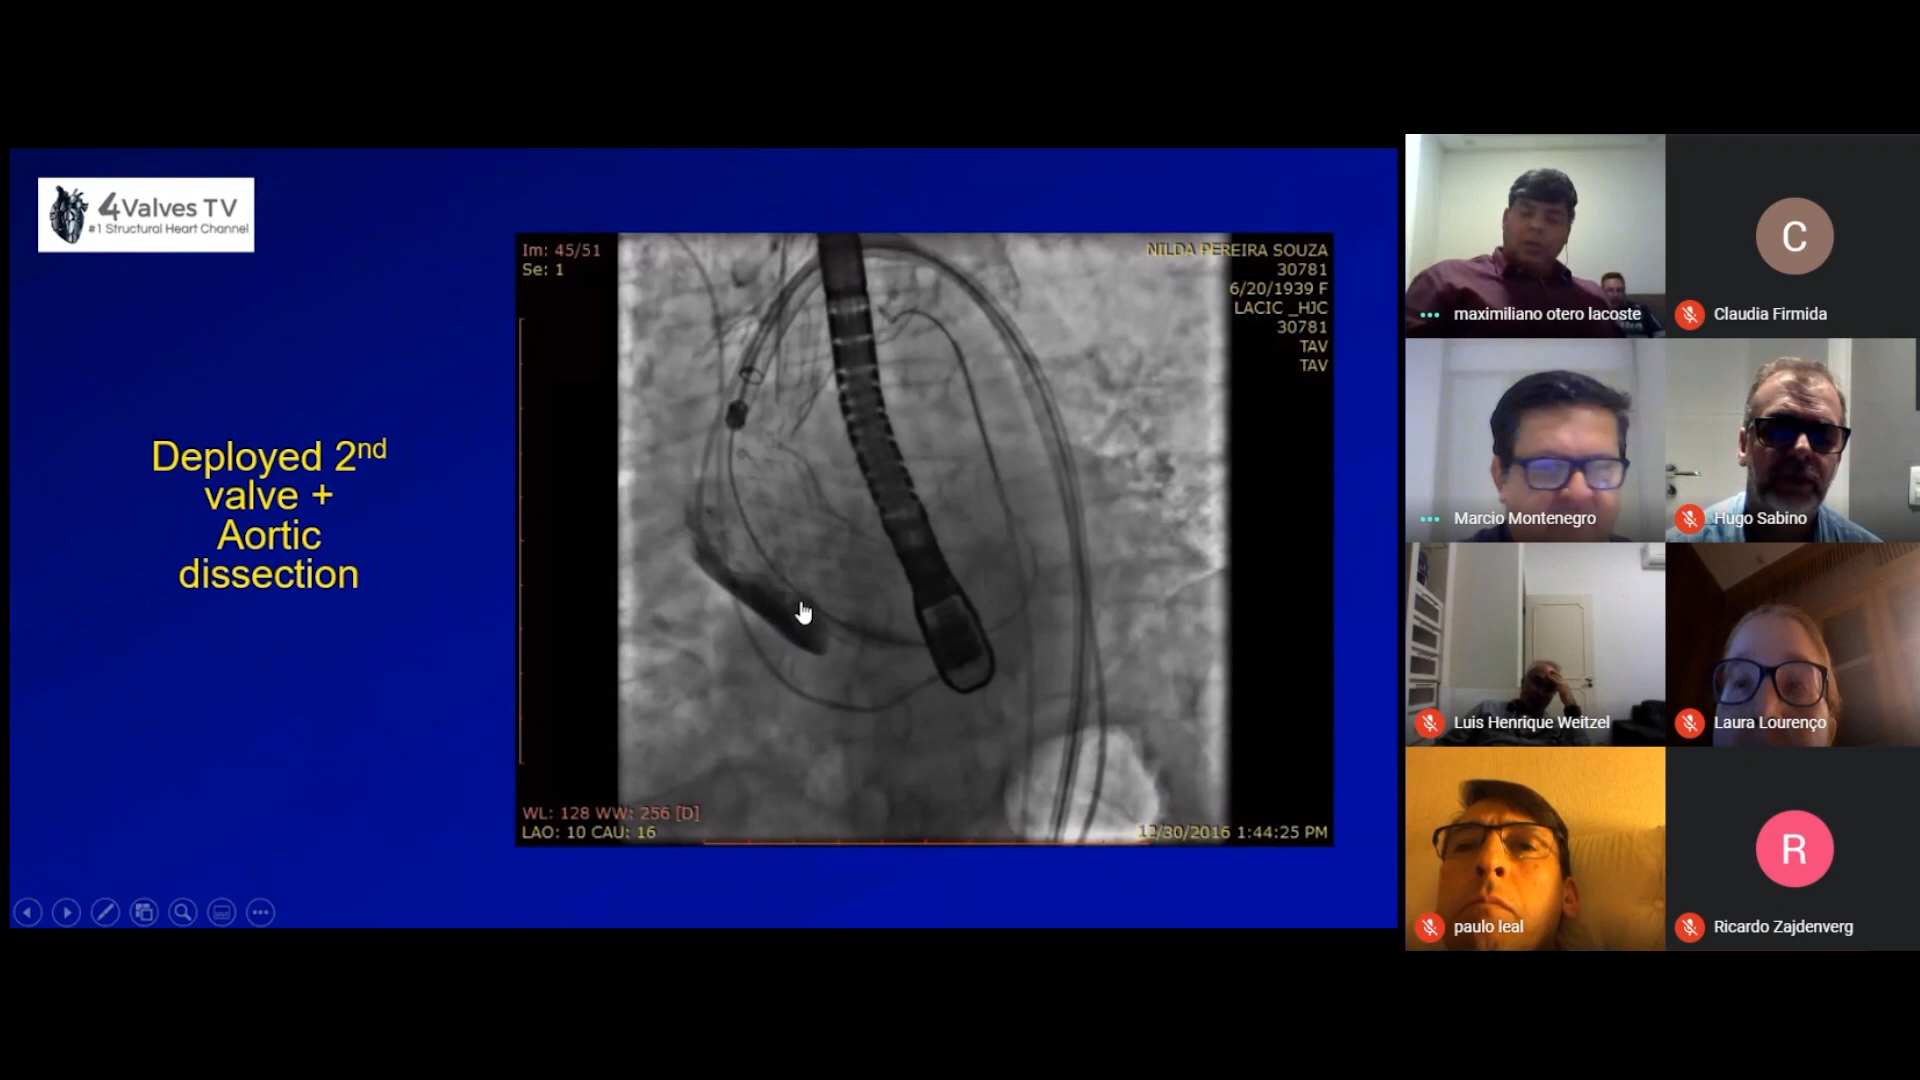 4Valves TV
#1 Structural Heart Channel
Deployed 2nd
valve +
Aortic
dissection
Im: 45/51
Se: 1
NILDA PEREIRA SOUZA
30781
6/20/1939 F
LACIC _HJC
30781
TAV
TAV
WL: 128 WW: 256 [D]
LAO: 10 CAU: 16
12/30/2016 1:44:25 PM
maximiliano otero lacoste
C
Claudia Firmida
Marcio Montenegro
Hugo Sabino
Luis Henrique Weitzel
Laura Lourenço
paulo leal
R
Ricardo Zajdenverg